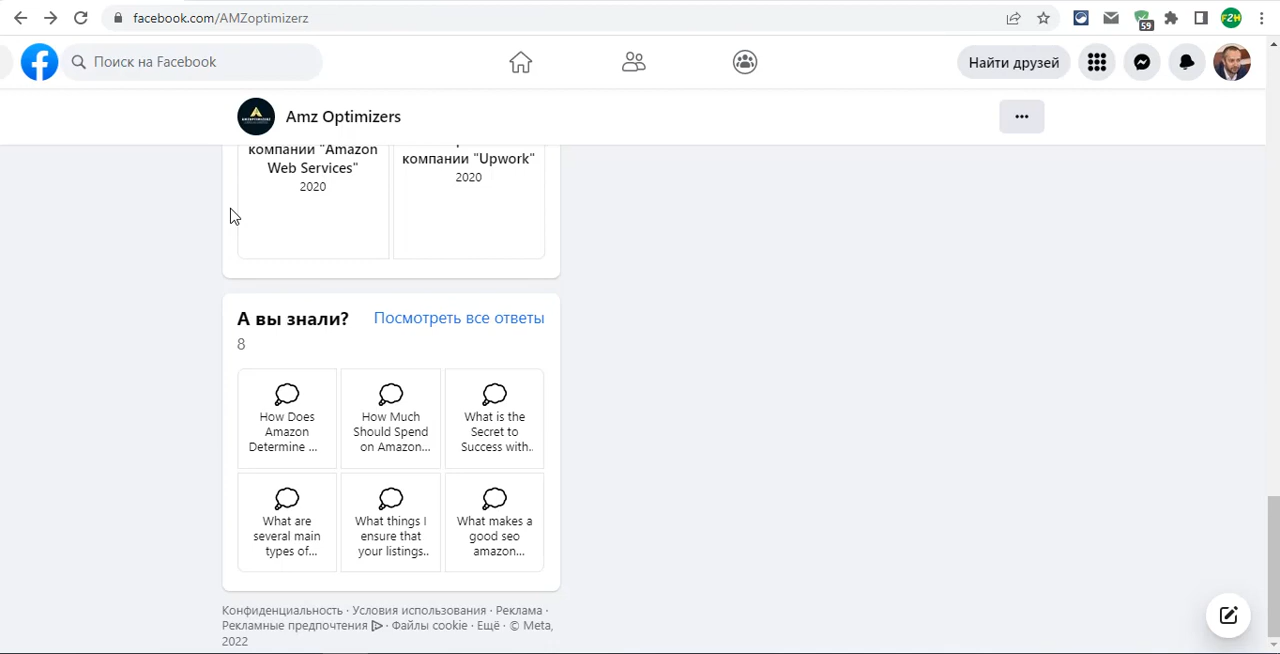 facebook.com/AMZoptimizerz
59
F2H
Поиск на Facebook
Найти друзей
Amz Optimizers
компании "Amazon
Web Services"
2020
компании "Upwork"
2020
А вы знали?
Посмотреть все ответы
8
How Does
Amazon
Determine ...
How Much
Should Spend
on Amazon...
What is the
Secret to
Success with..
What are
several main
types of...
What things I
ensure that
your listings..
What makes a
good seo
amazon...
Конфиденциальность · Условия использования · Реклама ·
Рекламные предпочтения · Файлы cookie · Ещё · © Meta,
2022